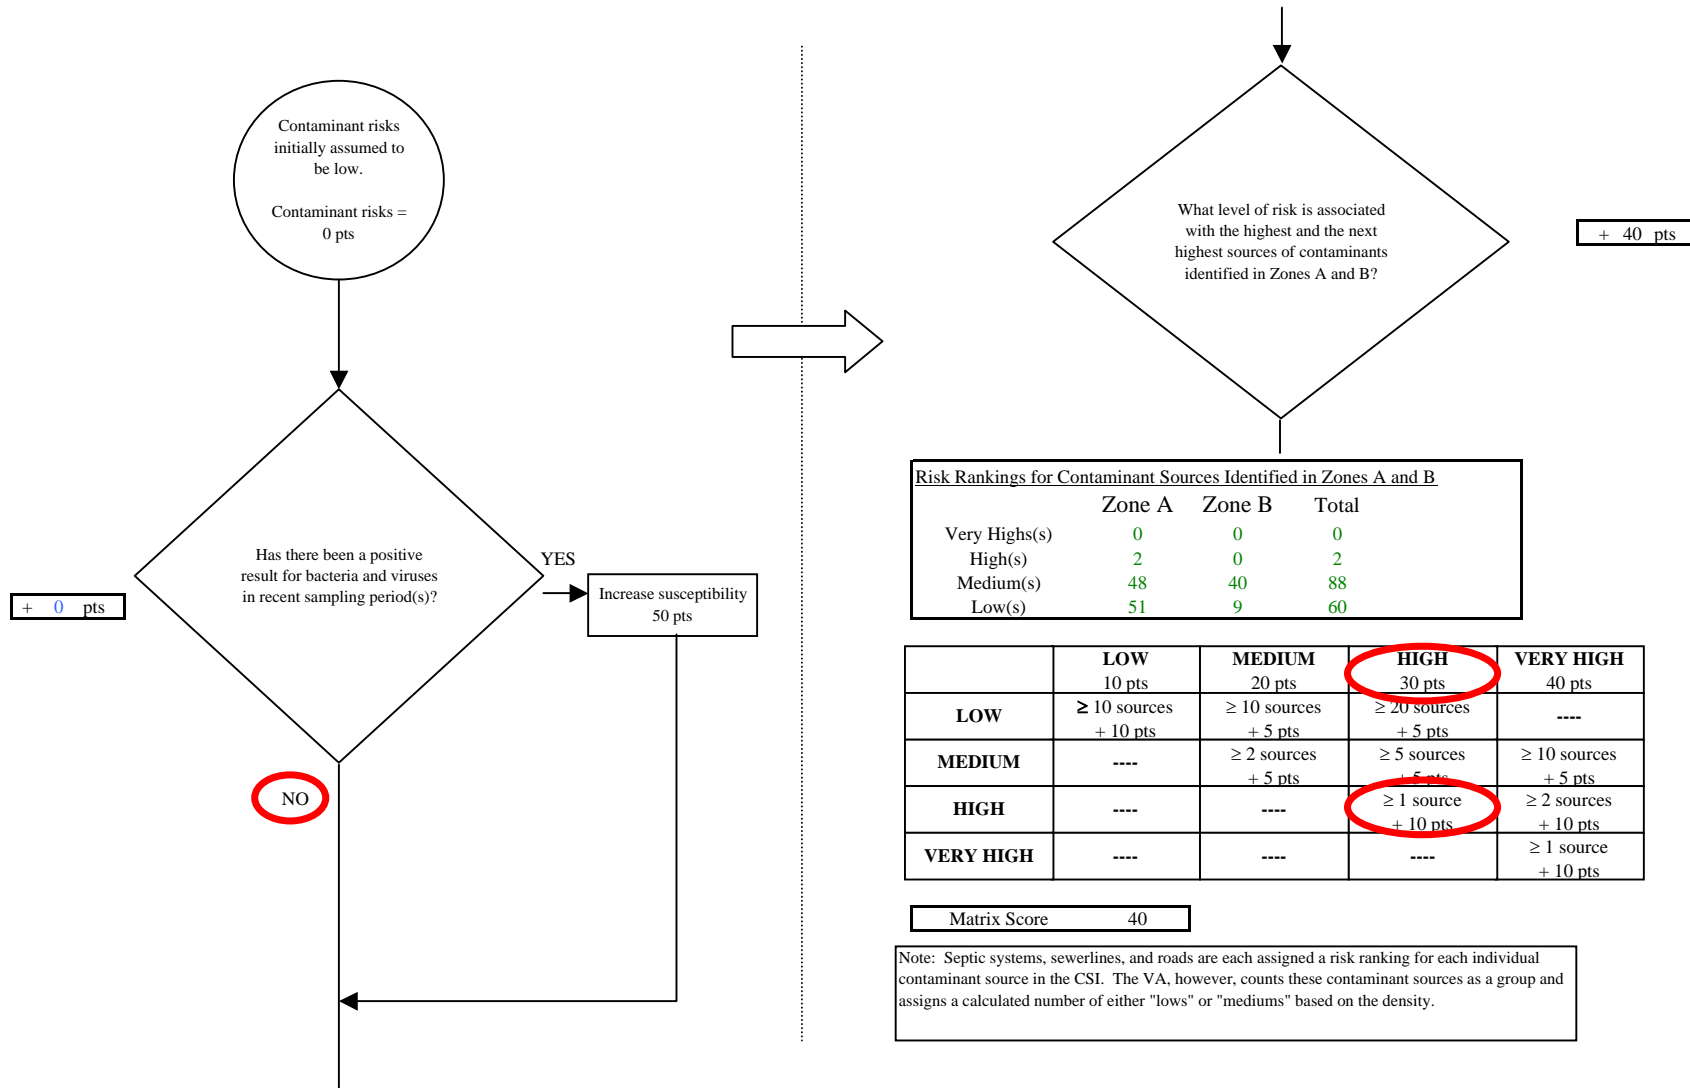 Contaminant risks
initially assumed to
be low.
Contaminant risks =
0 pts
Has there been a positive
result for bacteria and viruses
in recent sampling period(s)?
+ 0 pts
YES
Increase susceptibility
50 pts
NO
What level of risk is associated
with the highest and the next
highest sources of contaminants
identified in Zones A and B?
+ 40 pts
Risk Rankings for Contaminant Sources Identified in Zones A and B
Zone A Zone B Total
Very Highs(s) 0 0 0
High(s) 2 0 2
Medium(s) 48 40 88
Low(s) 51 9 60
LOW MEDIUM HIGH VERY HIGH
10 pts 20 pts 30 pts 40 pts
LOW ≥ 10 sources ≥ 10 sources ≥ 20 sources ----
+ 10 pts + 5 pts + 5 pts
MEDIUM ---- ≥ 2 sources ≥ 5 sources ≥ 10 sources
+ 5 pts + 5 pts + 5 pts
HIGH ---- ---- ≥ 1 source ≥ 2 sources
+ 10 pts + 10 pts
VERY HIGH ---- ---- ---- ≥ 1 source
+ 10 pts
Matrix Score 40
Note: Septic systems, sewerlines, and roads are each assigned a risk ranking for each individual
contaminant source in the CSI. The VA, however, counts these contaminant sources as a group and
assigns a calculated number of either "lows" or "mediums" based on the density.